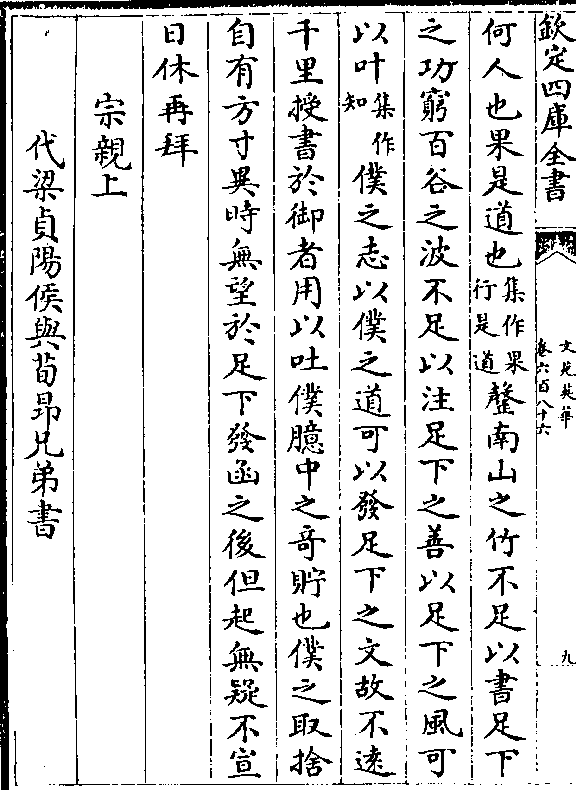 欽定四庫全書
文苑英華
卷六百八十六
九
何人也果是道也集作果行是道罄南山之竹不足以書足下
之功窮百谷之波不足以注足下之善以足下之風可
以叶集作知僕之志以僕之道可以發足下之文故不遠
千里授書於御者用以吐僕臆中之奇貯也僕之取捨
自有方寸異時無望於足下發函之後但起無疑不宣
日休再拜
宗親上
代梁貞陽侯與荀昂兄弟書